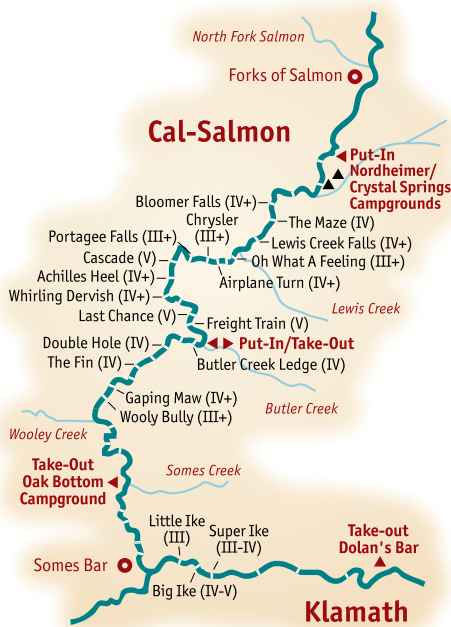 North Fork Salmon
Forks of Salmon
Cal-Salmon
Put-In
Nordheimer/
Crystal Springs
Campgrounds
Bloomer Falls (IV+)
Chrysler
(III+)
The Maze (IV)
Portagee Falls (III+)
Lewis Creek Falls (IV+)
Cascade (V)
Oh What A Feeling (III+)
Achilles Heel (IV+)
Airplane Turn (IV+)
Whirling Dervish (IV+)
Lewis Creek
Last Chance (V)
Freight Train (V)
Double Hole (IV)
Put-In/Take-Out
The Fin (IV)
Butler Creek Ledge (IV)
Gaping Maw (IV+)
Butler Creek
Wooly Bully (III+)
Wooley Creek
Take-Out
Oak Bottom
Campground
Somes Creek
Little Ike
(III)
Super Ike
(III-IV)
Take-out
Dolan's Bar
Somes Bar
Big Ike (IV-V)
Klamath